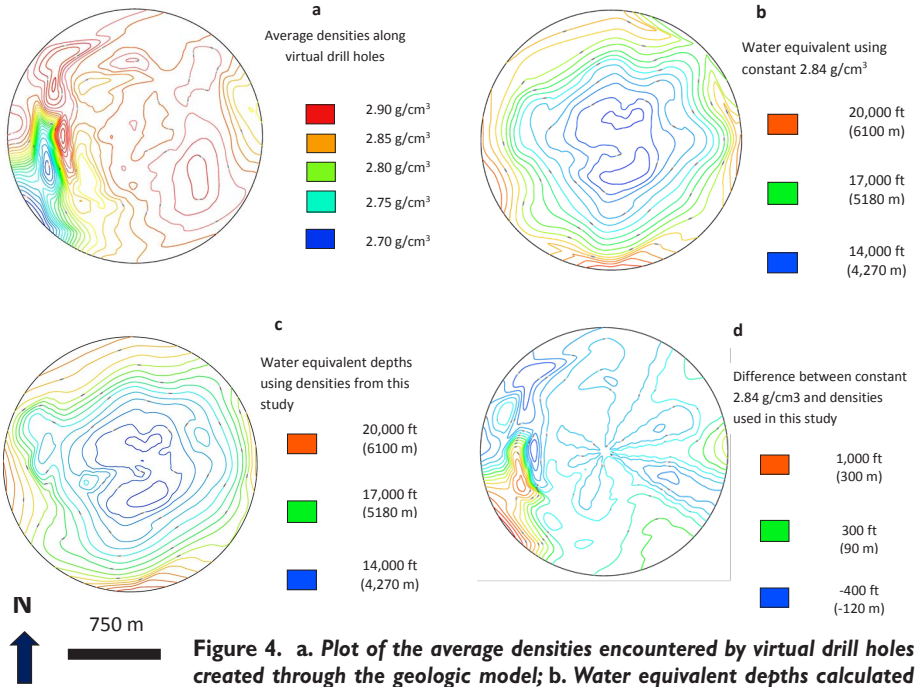 a
Average densities along
virtual drill holes
2.90 g/cm³
2.85 g/cm³
2.80 g/cm³
2.75 g/cm³
2.70 g/cm³
b
Water equivalent using
constant 2.84 g/cm³
20,000 ft
(6100 m)
17,000 ft
(5180 m)
14,000 ft
(4,270 m)
c
Water equivalent depths
using densities from this
study
20,000 ft
(6100 m)
17,000 ft
(5180 m)
14,000 ft
(4,270 m)
d
Difference between constant
2.84 g/cm3 and densities
used in this study
1,000 ft
(300 m)
300 ft
(90 m)
-400 ft
(-120 m)
N
750 m
Figure 4. a. Plot of the average densities encountered by virtual drill holes
created through the geologic model; b. Water equivalent depths calculated